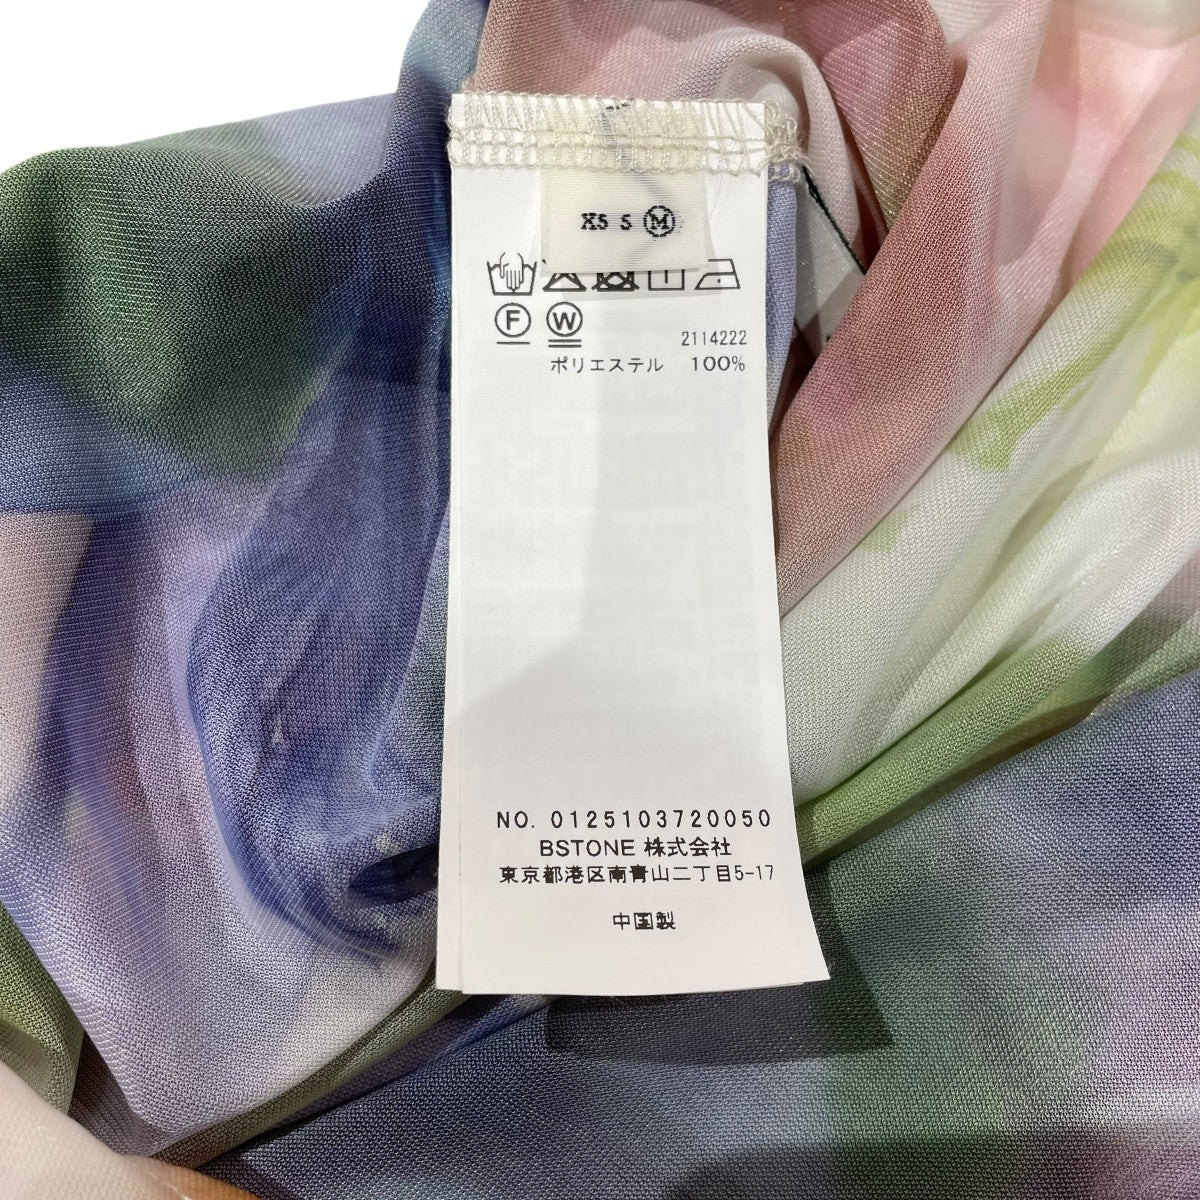 XS S M
F W
2114222
ポリエステル 100%
NO. 0125103720050
BSTONE 株式会社
東京都港区南青山二丁目5-17
中国製